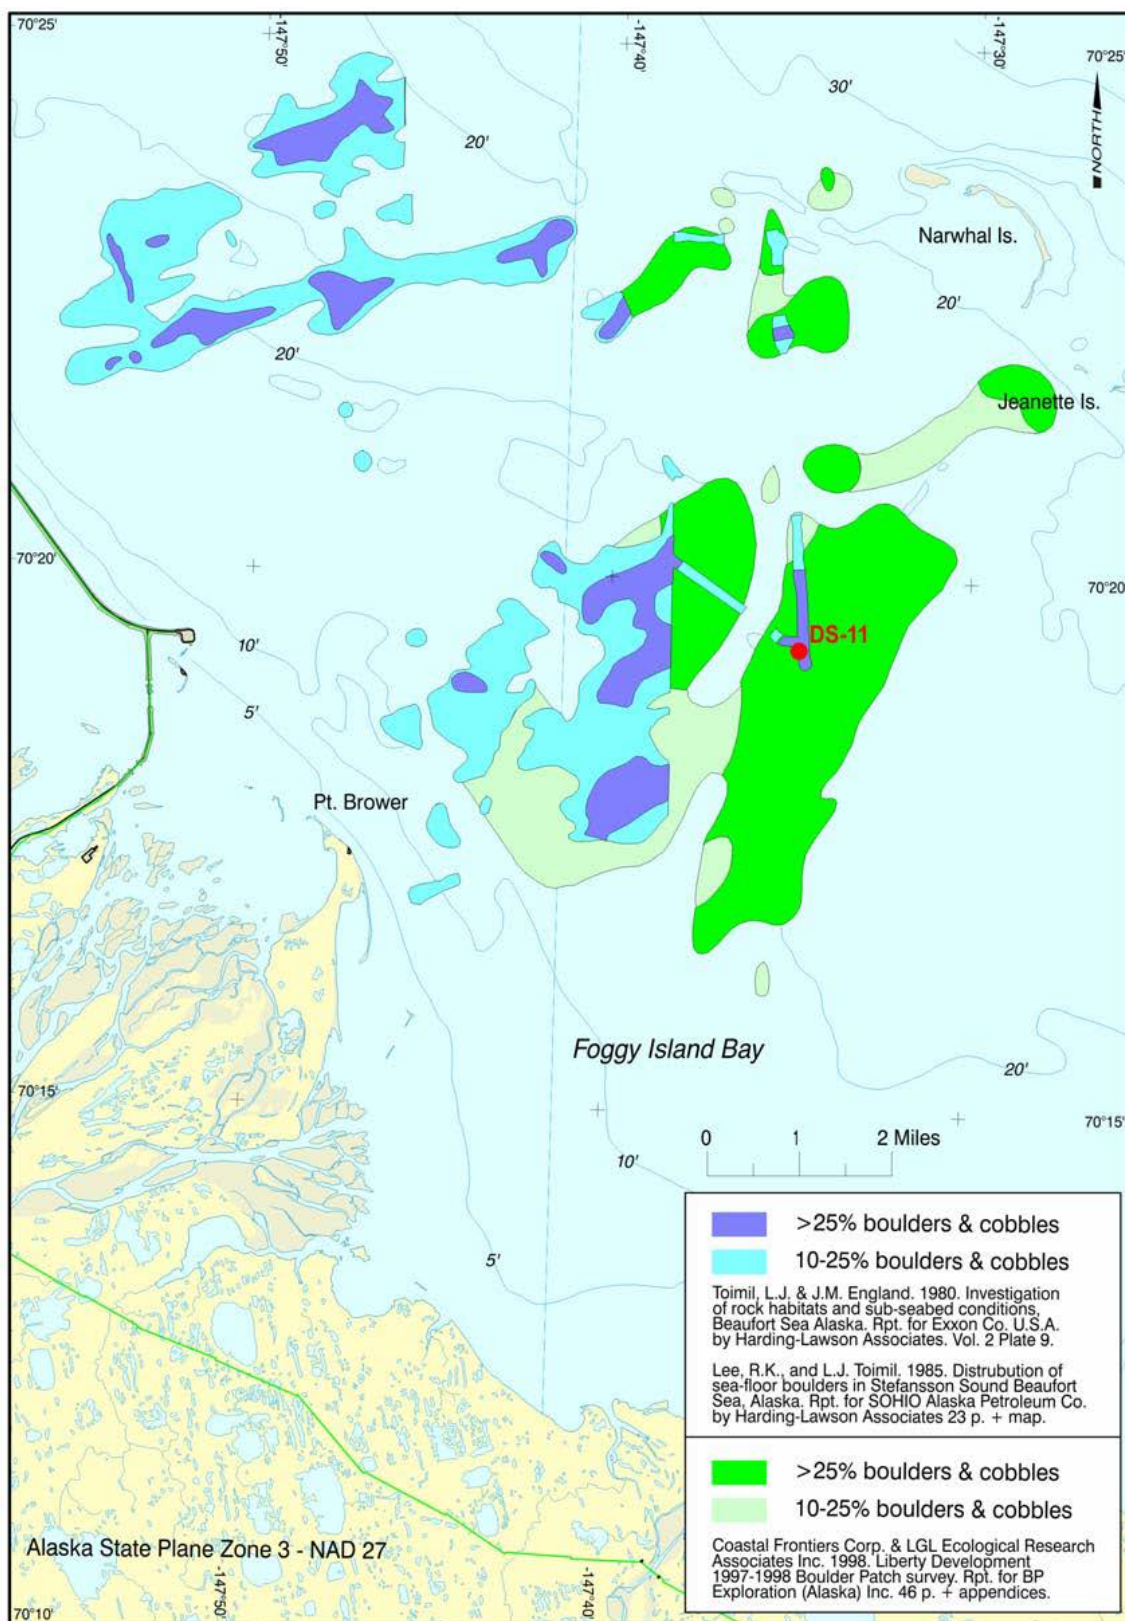 70°25'
-147°50'
-147°40'
-147°30'
70°25'
NORTH
30'
20'
Narwhal Is.
20'
20'
Jeanette Is.
70°20'
70°20'
10'
DS-11
5'
Pt. Brower
Foggy Island Bay
20'
70°15'
70°15'
0 1 2 Miles
10'
5'
>25% boulders & cobbles
10-25% boulders & cobbles
Toimil, L.J. & J.M. England. 1980. Investigation
of rock habitats and sub-seabed conditions,
Beaufort Sea Alaska. Rpt. for Exxon Co. U.S.A.
by Harding-Lawson Associates. Vol. 2 Plate 9.
Lee, R.K., and L.J. Toimil. 1985. Distrubution of
sea-floor boulders in Stefansson Sound Beaufort
Sea, Alaska. Rpt. for SOHIO Alaska Petroleum Co.
by Harding-Lawson Associates 23 p. + map.
>25% boulders & cobbles
10-25% boulders & cobbles
Coastal Frontiers Corp. & LGL Ecological Research
Associates Inc. 1998. Liberty Development
1997-1998 Boulder Patch survey. Rpt. for BP
Exploration (Alaska) Inc. 46 p. + appendices.
Alaska State Plane Zone 3 - NAD 27
-147°50'
-147°40'
70°10'